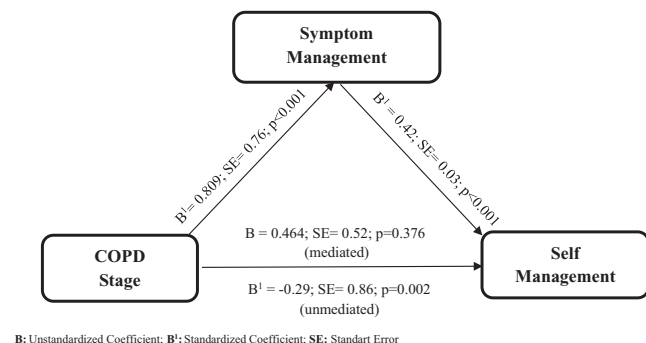 Symptom
Management
B¹= 0.809; SE= 0.76; p<0.001
B¹ = 0.42; SE= 0.03; p<0.001
COPD
Stage
B = 0.464; SE= 0.52; p=0.376
(mediated)
B¹ = -0.29; SE= 0.86; p=0.002
(unmediated)
Self
Management
B: Unstandardized Coefficient; B¹: Standardized Coefficient; SE: Standart Error